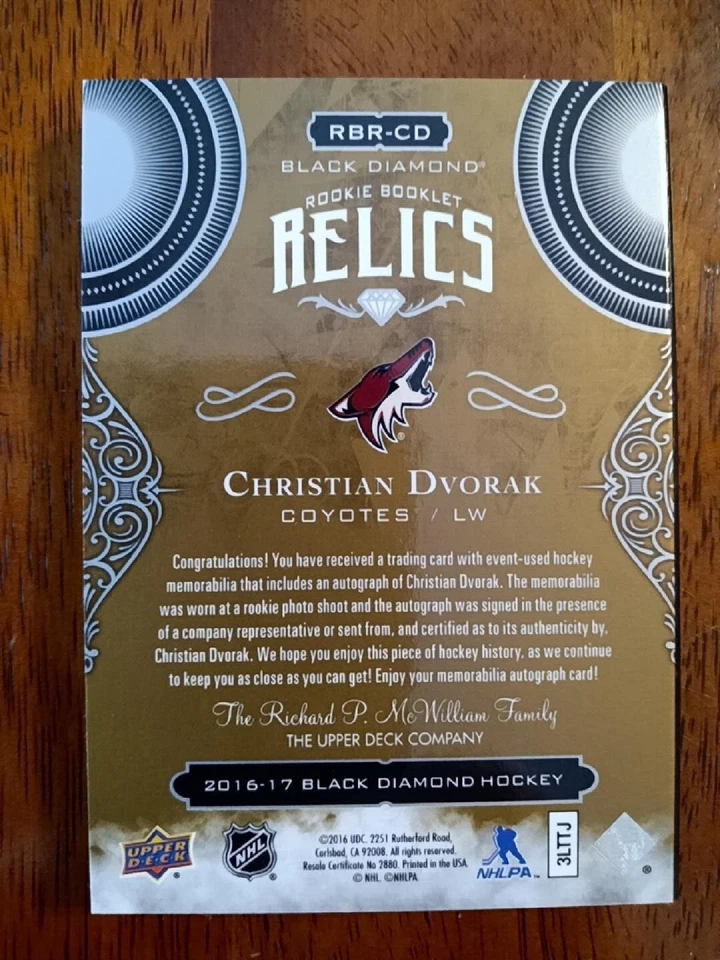 RBR-CD
BLACK DIAMOND®
ROOKIE BOOKLET
RELICS
®
CHRISTIAN DVORAK
COYOTES / LW
Congratulations! You have received a trading card with event-used hockey
memorabilia that includes an autograph of Christian Dvorak. The memorabilia
was worn at a rookie photo shoot and the autograph was signed in the presence
of a company representative or sent from, and certified as to its authenticity by,
Christian Dvorak. We hope you enjoy this piece of hockey history, as we continue
to keep you as close as you can get! Enjoy your memorabilia autograph card!
The Richard P. McWilliam Family
THE UPPER DECK COMPANY
2016-17 BLACK DIAMOND HOCKEY
UPPER
DECK
®
NHL
®
©2016 UDC. 2251 Rutherford Road,
Carlsbad, CA 92008. All rights reserved.
Resale Certificate No 2880. Printed in the USA.
© NHL ©NHLPA.
NHLPA™
3LTTJ
®